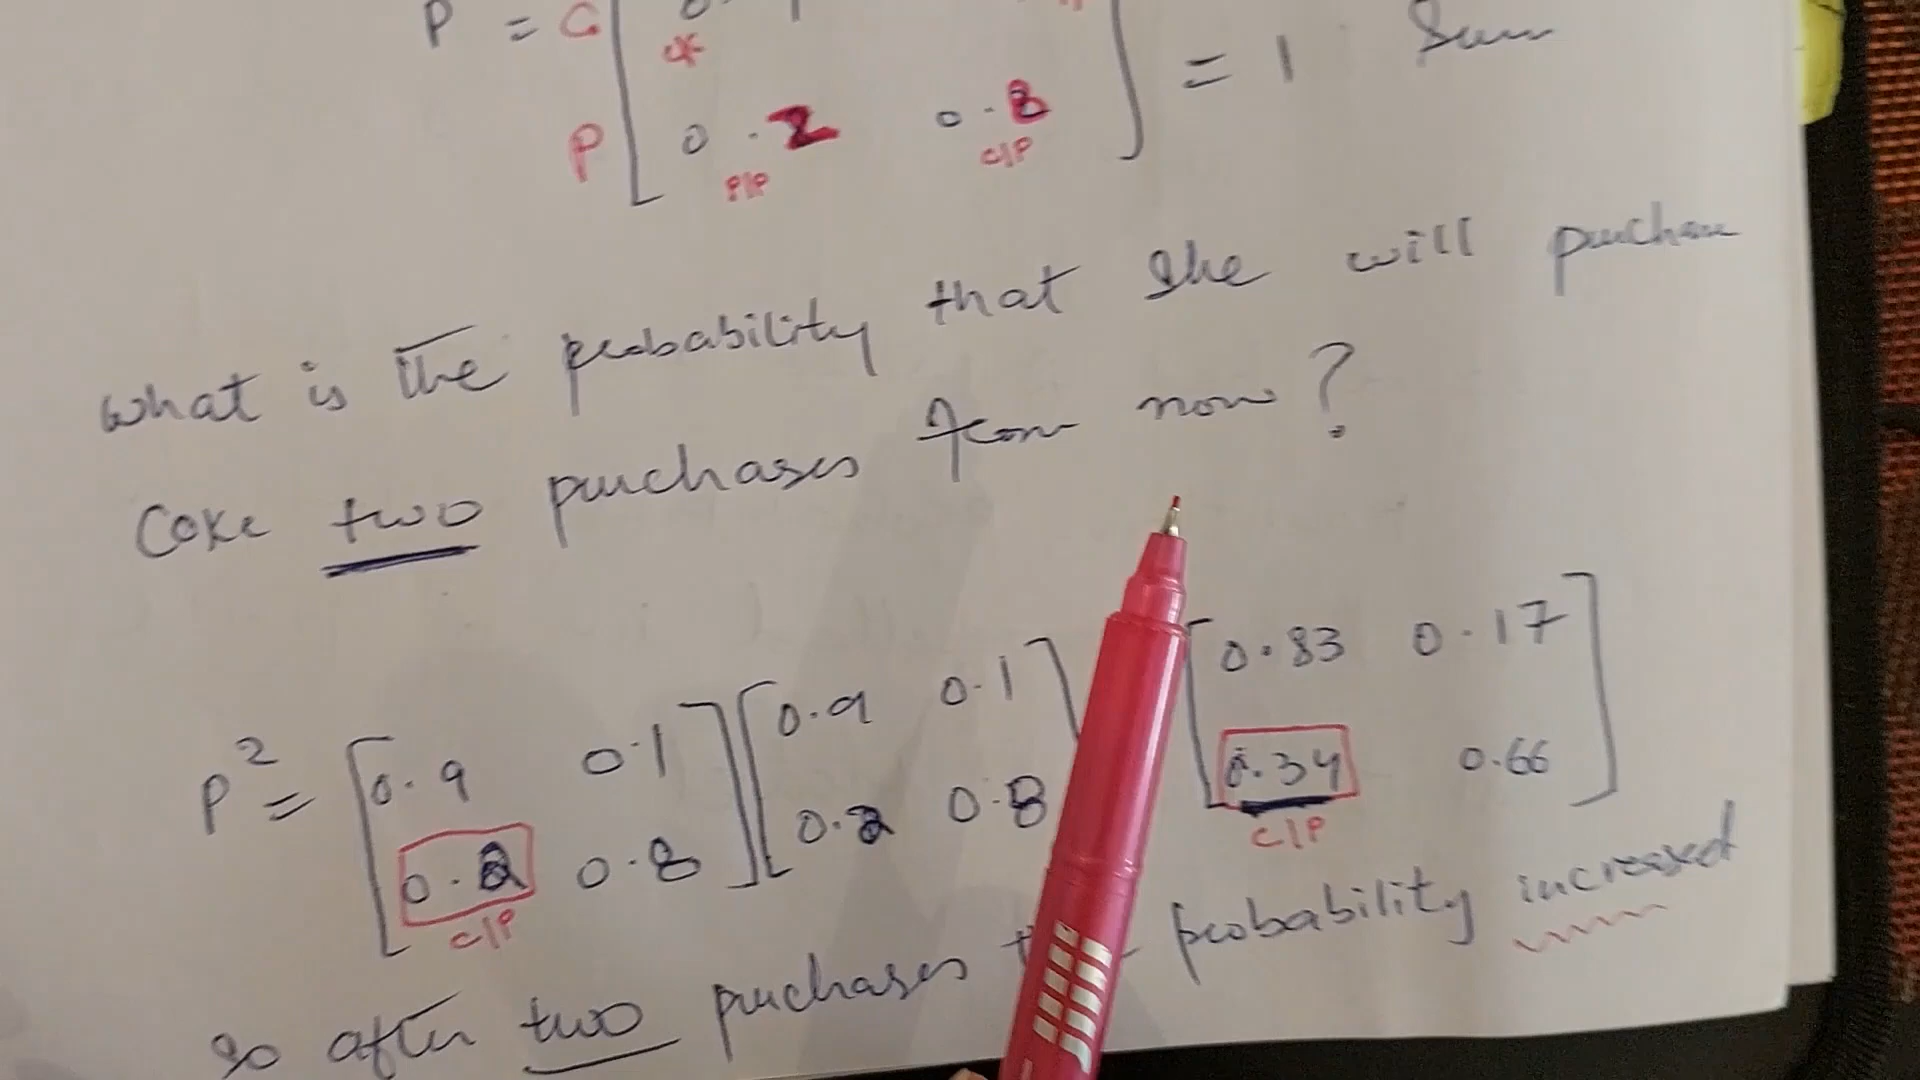 P = C
= 1 Sum
P 0.2 0.8
P|P C|P
what is the probability that she will purchase
Coke two purchases from now?
P² = [0.9 0.1] [0.9 0.1] [0.83 0.17]
[0.2 0.8] [0.2 0.8] [0.34 0.66]
C|P C|P
so after two purchases probability increased